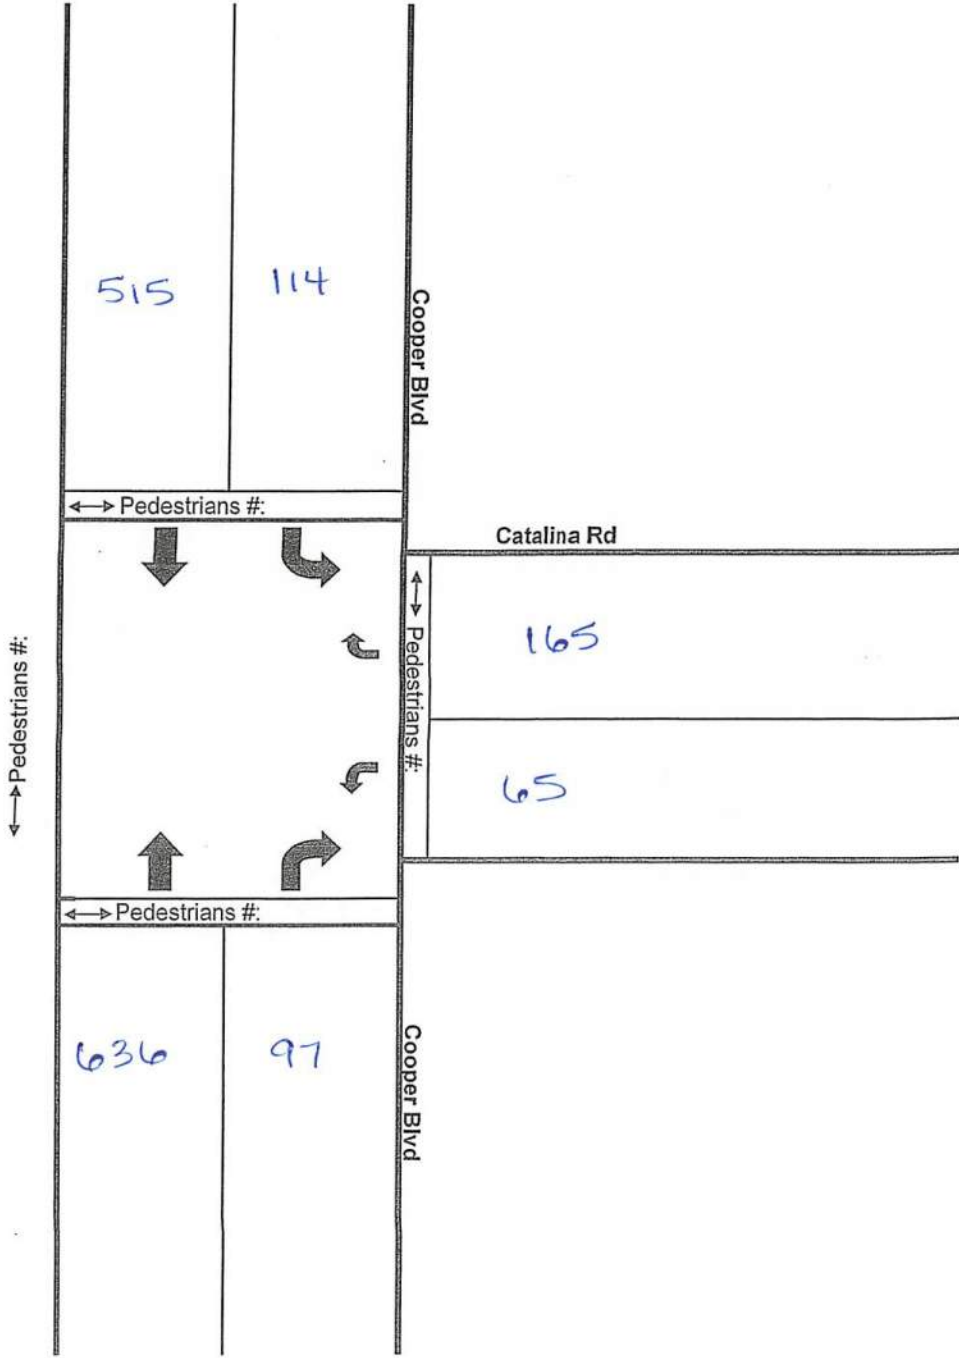 515
114
Cooper Blvd
Pedestrians #:
Catalina Rd
Pedestrians #:
165
Pedestrians #:
65
Pedestrians #:
636
97
Cooper Blvd